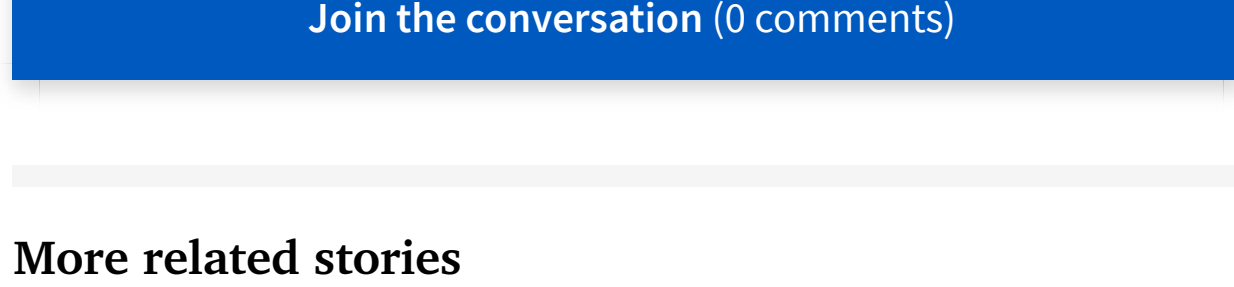 Join the conversation (0 comments)
More related stories